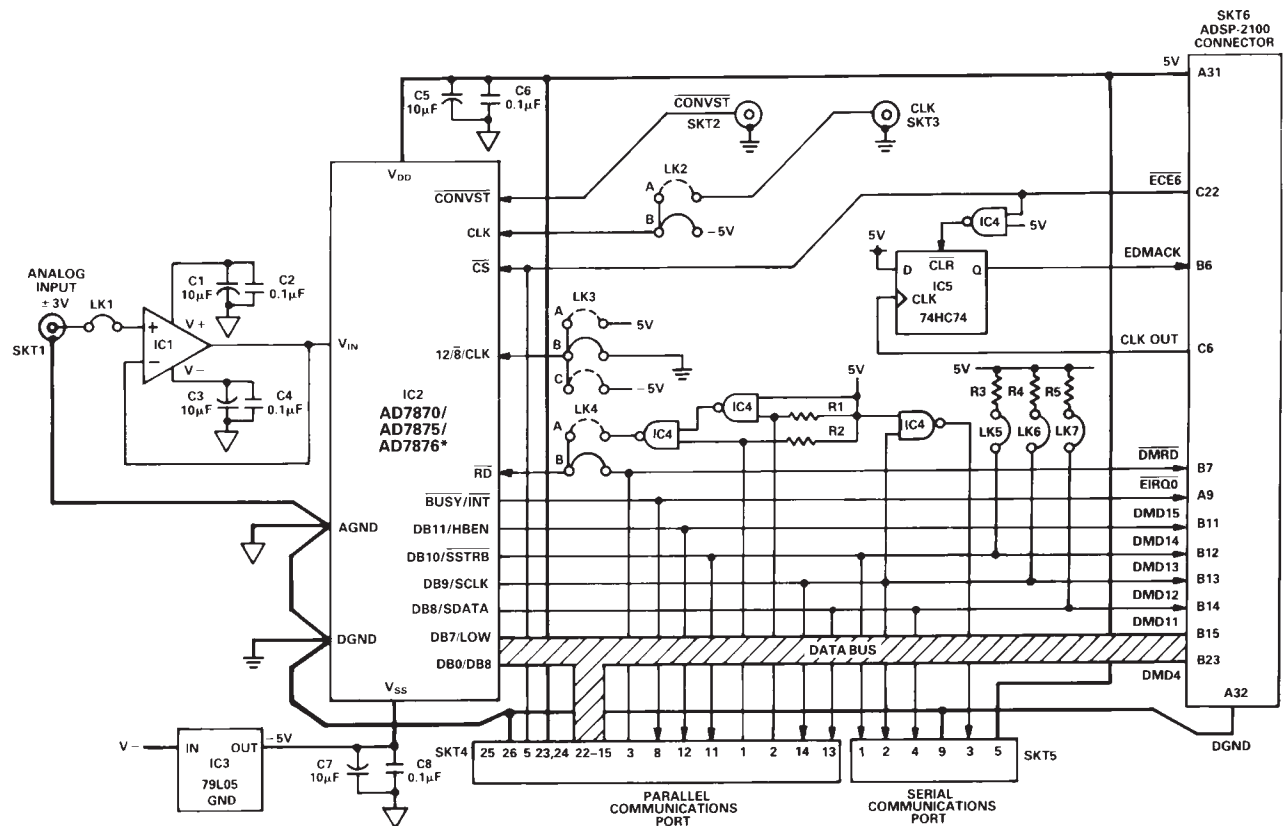 SKT6
ADSP-2100
CONNECTOR
5V
A31
C5
10µF
C6
0.1µF
CONVST
SKT2
CLK
SKT3
VDD
CONVST
LK2
A
B
-5V
CLK
CS
ECE6
C22
IC4
5V
5V
D
CLR
Q
IC5
CLK
74HC74
EDMACK
B6
CLK OUT
C6
ANALOG
INPUT
±3V
LK1
SKT1
C1
10µF
C2
0.1µF
V+
+
IC1
−
V−
C3
10µF
C4
0.1µF
VIN
LK3
A
5V
B
C
-5V
12/8/CLK
IC2
AD7870/
AD7875/
AD7876*
5V
5V
R3
R4
R5
LK5
LK6
LK7
LK4
A
B
IC4
IC4
R1
R2
IC4
RD
DMRD
B7
BUSY/INT
EIRQ0
A9
AGND
DB11/HBEN
DMD15
B11
DB10/SSTRB
DMD14
B12
DB9/SCLK
DMD13
B13
DB8/SDATA
DMD12
B14
DGND
DB7/LOW
DMD11
B15
DATA BUS
DB0/DB8
B23
DMD4
VSS
A32
DGND
V−
IN
OUT
-5V
IC3
79L05
GND
C7
10µF
C8
0.1µF
SKT4
25
26
5
23,24
22–15
3
8
12
11
1
2
14
13
1
2
4
9
3
5
SKT5
PARALLEL
COMMUNICATIONS
PORT
SERIAL
COMMUNICATIONS
PORT